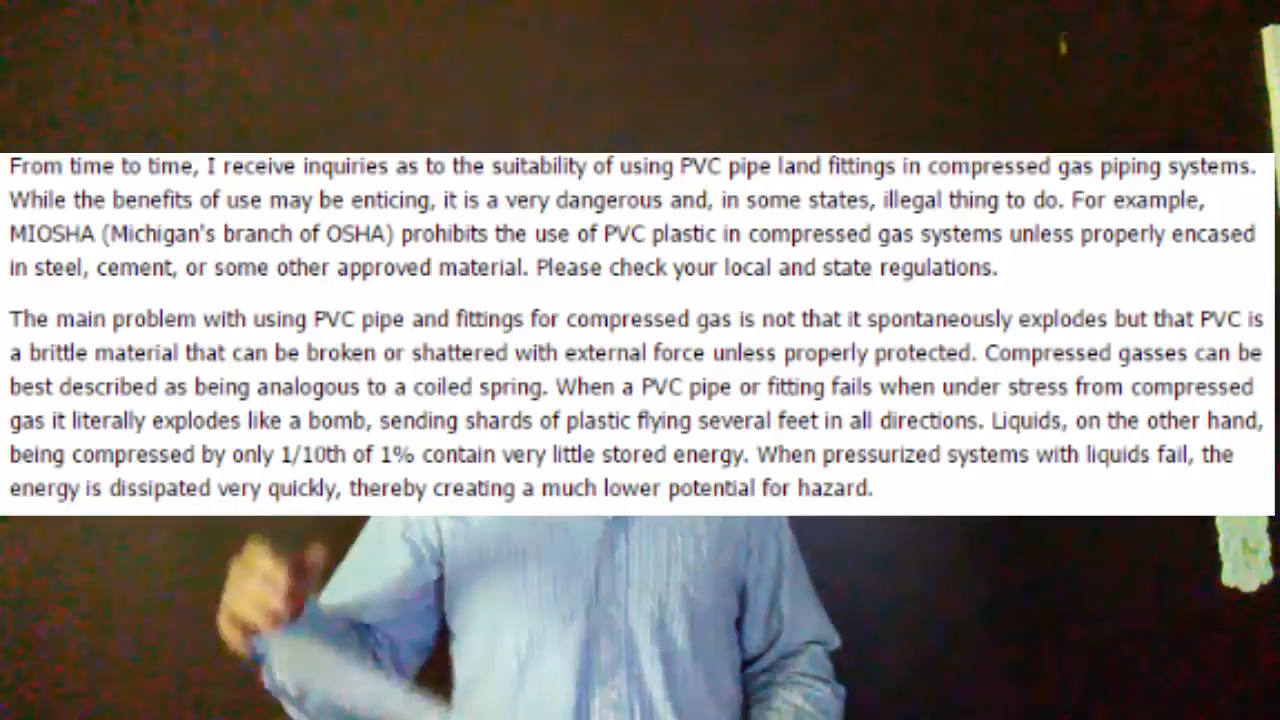 From time to time, I receive inquiries as to the suitability of using PVC pipe land fittings in compressed gas piping systems.
While the benefits of use may be enticing, it is a very dangerous and, in some states, illegal thing to do. For example,
MIOSHA (Michigan's branch of OSHA) prohibits the use of PVC plastic in compressed gas systems unless properly encased
in steel, cement, or some other approved material. Please check your local and state regulations.
The main problem with using PVC pipe and fittings for compressed gas is not that it spontaneously explodes but that PVC is
a brittle material that can be broken or shattered with external force unless properly protected. Compressed gasses can be
best described as being analogous to a coiled spring. When a PVC pipe or fitting fails when under stress from compressed
gas it literally explodes like a bomb, sending shards of plastic flying several feet in all directions. Liquids, on the other hand,
being compressed by only 1/10th of 1% contain very little stored energy. When pressurized systems with liquids fail, the
energy is dissipated very quickly, thereby creating a much lower potential for hazard.